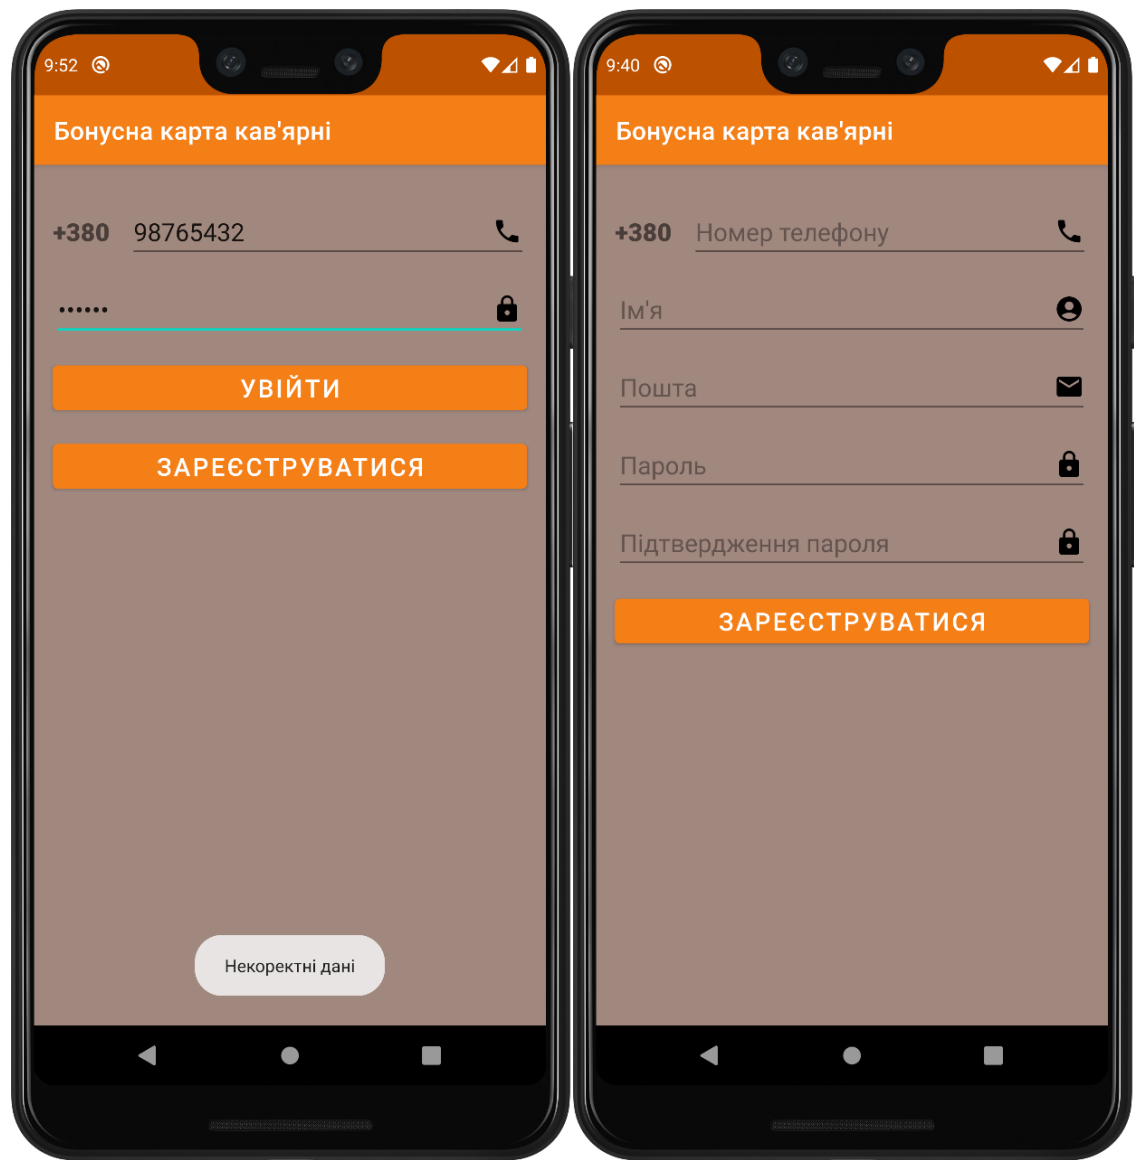 9:52
Бонусна карта кав'ярні
+380 98765432
••••••
УВІЙТИ
ЗАРЕЄСТРУВАТИСЯ
Некоректні дані
9:40
Бонусна карта кав'ярні
+380 Номер телефону
Ім'я
Пошта
Пароль
Підтвердження пароля
ЗАРЕЄСТРУВАТИСЯ